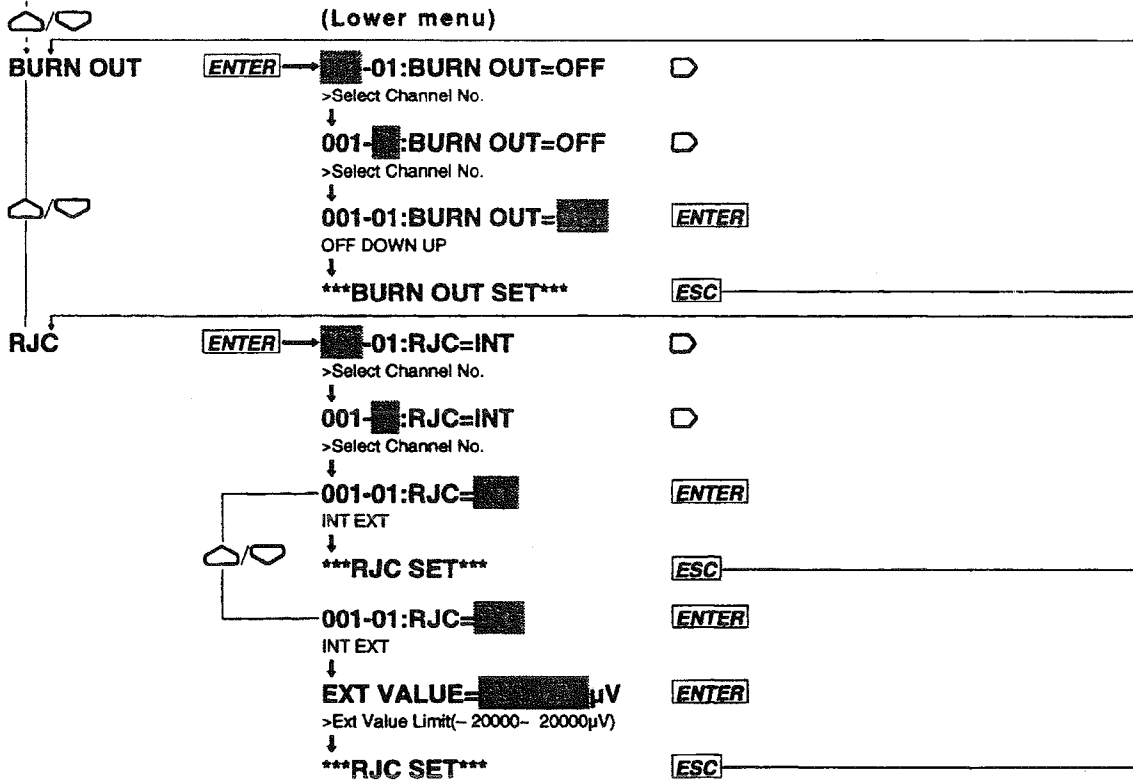 (Lower menu)
BURN OUT ENTER -01:BURN OUT=OFF
>Select Channel No.
001- :BURN OUT=OFF
>Select Channel No.
001-01:BURN OUT= ENTER
OFF DOWN UP
***BURN OUT SET*** ESC
RJC ENTER -01:RJC=INT
>Select Channel No.
001- :RJC=INT
>Select Channel No.
001-01:RJC= ENTER
INT EXT
***RJC SET*** ESC
001-01:RJC= ENTER
INT EXT
EXT VALUE= µV ENTER
>Ext Value Limit(– 20000~ 20000µV)
***RJC SET*** ESC